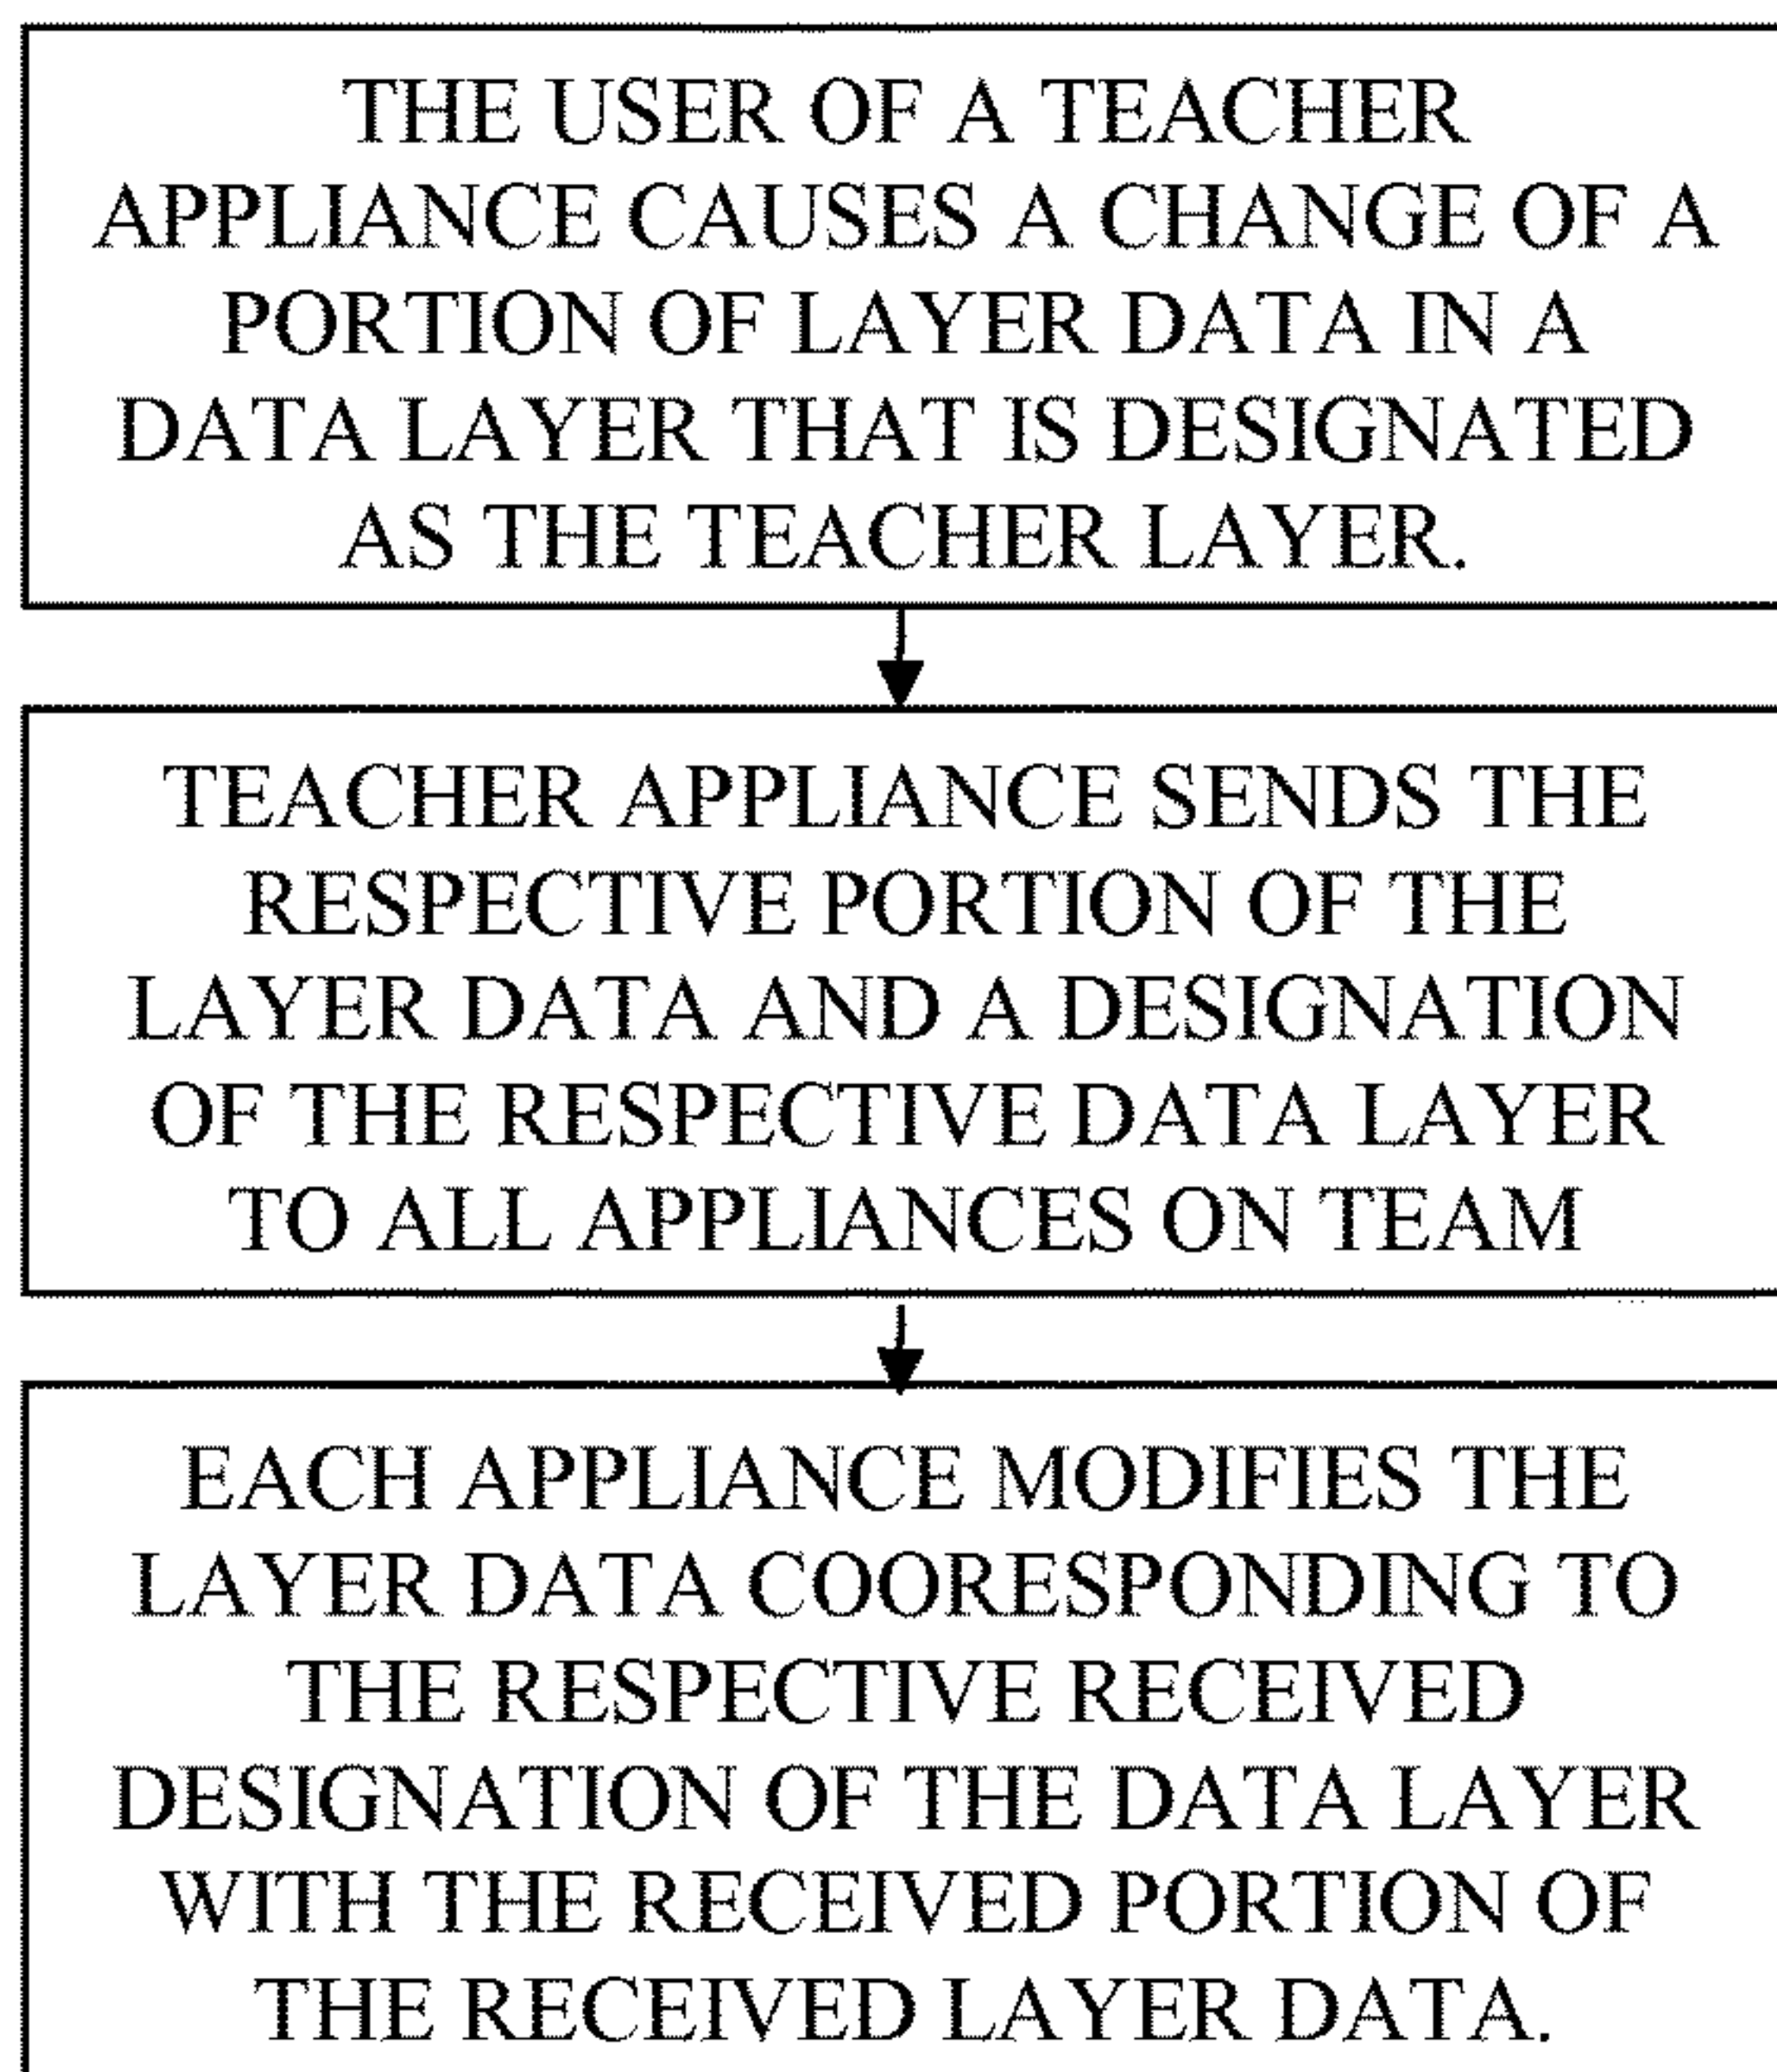 THE USER OF A TEACHER
APPLIANCE CAUSES A CHANGE OF A
PORTION OF LAYER DATA IN A
DATA LAYER THAT IS DESIGNATED
AS THE TEACHER LAYER.
TEACHER APPLIANCE SENDS THE
RESPECTIVE PORTION OF THE
LAYER DATA AND A DESIGNATION
OF THE RESPECTIVE DATA LAYER
TO ALL APPLIANCES ON TEAM
EACH APPLIANCE MODIFIES THE
LAYER DATA COORESPONDING TO
THE RESPECTIVE RECEIVED
DESIGNATION OF THE DATA LAYER
WITH THE RECEIVED PORTION OF
THE RECEIVED LAYER DATA.